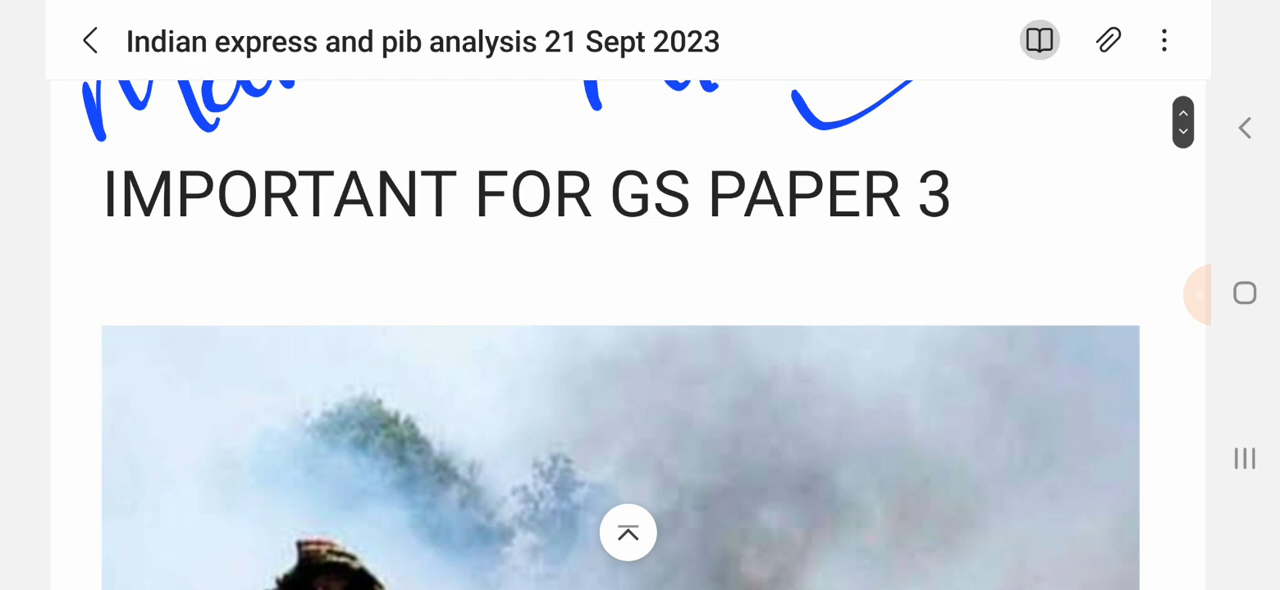 Indian express and pib analysis 21 Sept 2023
IMPORTANT FOR GS PAPER 3